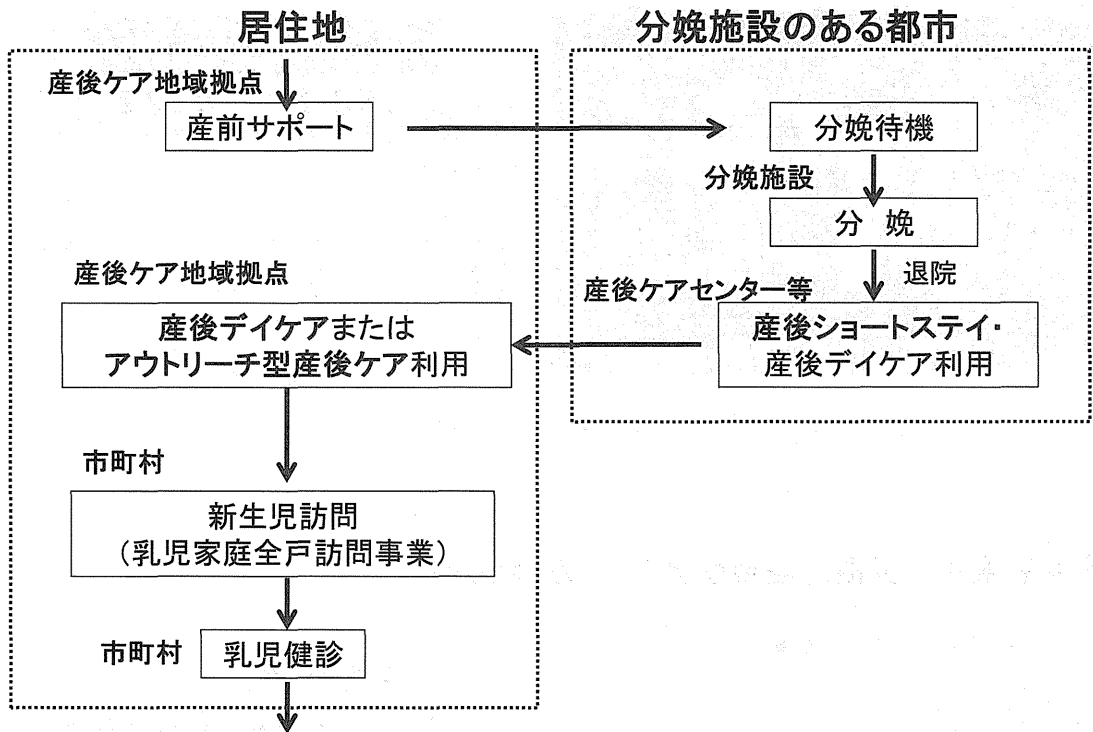 居住地
産後ケア地域拠点
産前サポート
分娩施設のある都市
分娩待機
分娩施設
分 娩
退院
産後ケアセンター等
産後ショートステイ・
産後デイケア利用
産後ケア地域拠点
産後デイケアまたは
アウトリーチ型産後ケア利用
市町村
新生児訪問
（乳児家庭全戸訪問事業）
市町村
乳児健診